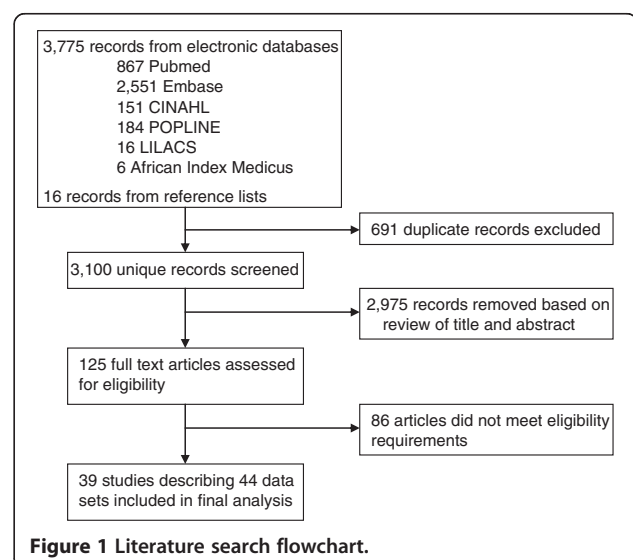 3,775 records from electronic databases
867 Pubmed
2,551 Embase
151 CINAHL
184 POPLINE
16 LILACS
6 African Index Medicus
16 records from reference lists
691 duplicate records excluded
3,100 unique records screened
2,975 records removed based on
review of title and abstract
125 full text articles assessed
for eligibility
86 articles did not meet eligibility
requirements
39 studies describing 44 data
sets included in final analysis
Figure 1 Literature search flowchart.